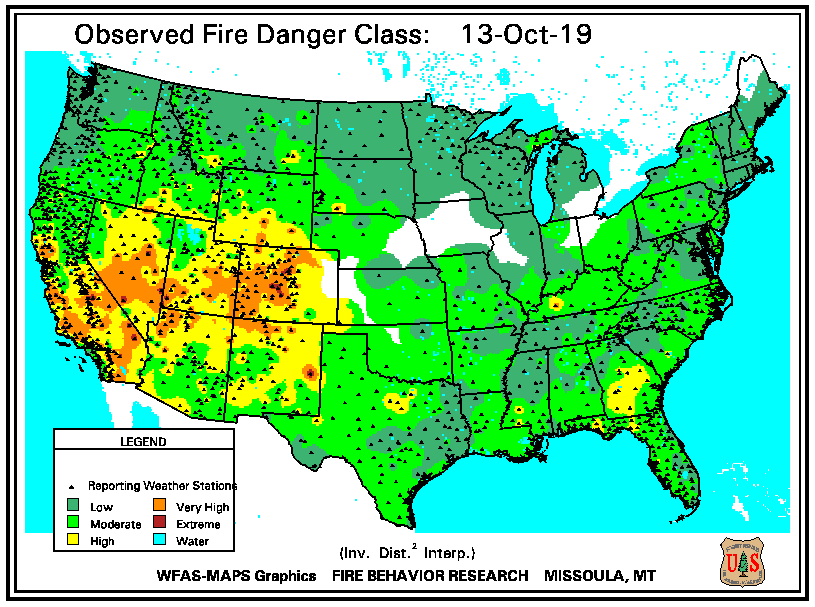 Observed Fire Danger Class: 13-Oct-19
LEGEND
Reporting Weather Stations
Low
Very High
Moderate
Extreme
High
Water
(Inv. Dist.² Interp.)
WFAS-MAPS Graphics FIRE BEHAVIOR RESEARCH MISSOULA, MT
U S